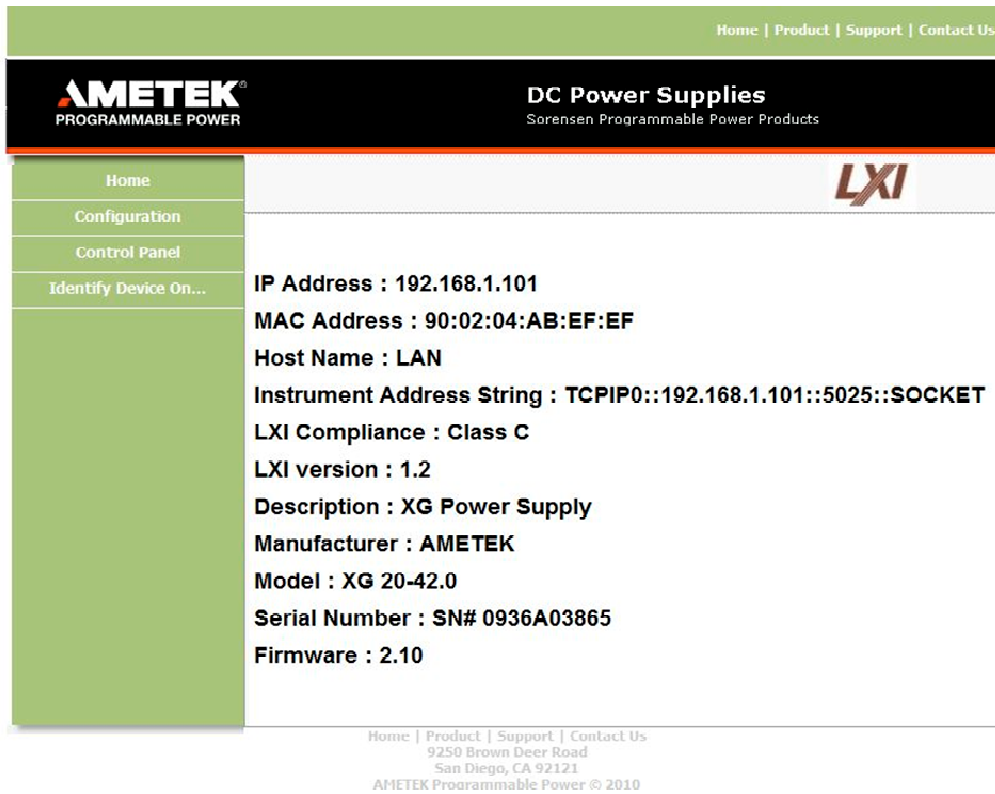 Home | Product | Support | Contact Us
AMETEK®
PROGRAMMABLE POWER
DC Power Supplies
Sorensen Programmable Power Products
LXI
Home
Configuration
Control Panel
Identify Device On...
IP Address : 192.168.1.101
MAC Address : 90:02:04:AB:EF:EF
Host Name : LAN
Instrument Address String : TCPIP0::192.168.1.101::5025::SOCKET
LXI Compliance : Class C
LXI version : 1.2
Description : XG Power Supply
Manufacturer : AMETEK
Model : XG 20-42.0
Serial Number : SN# 0936A03865
Firmware : 2.10
Home | Product | Support | Contact Us
9250 Brown Deer Road
San Diego, CA 92121
AMETEK Programmable Power © 2010